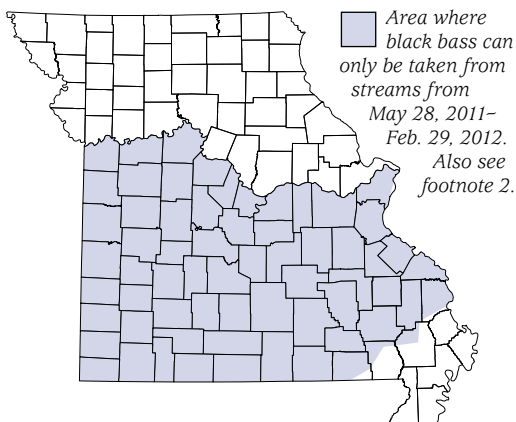 Area where
black bass can
only be taken from
streams from
May 28, 2011–
Feb. 29, 2012.
Also see
footnote 2.